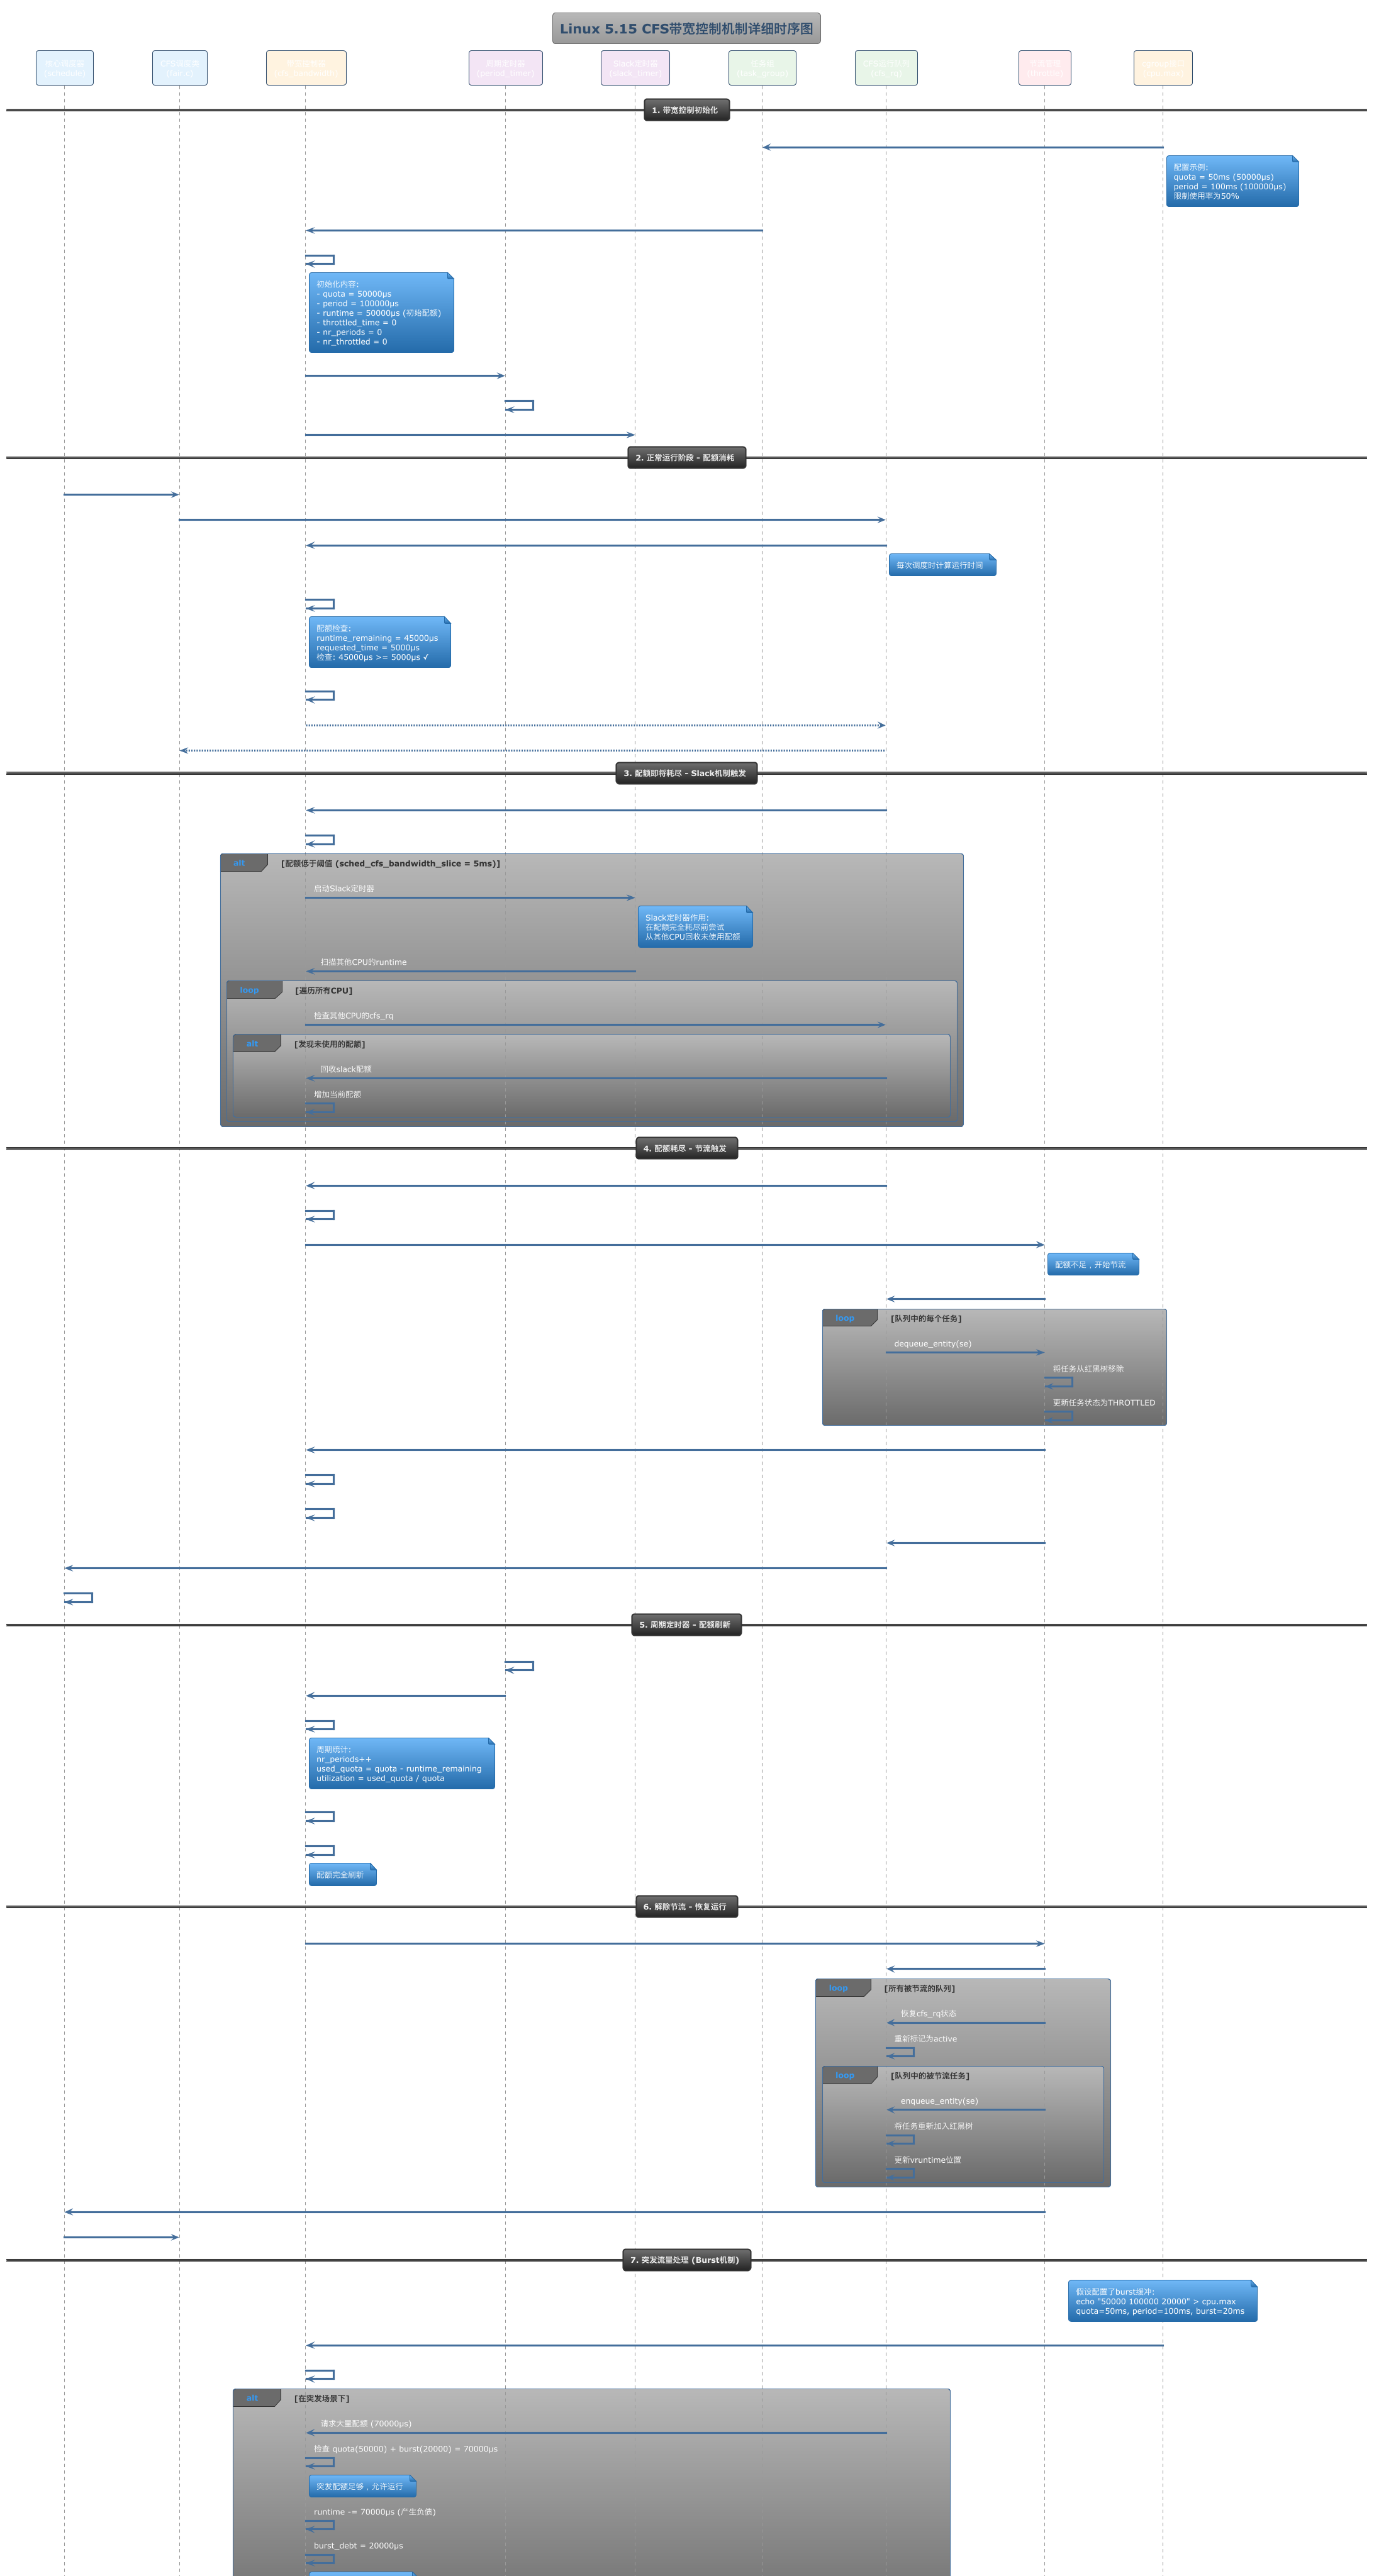 Linux 5.15 CFS带宽控制机制详细时序图
核心调度器
(schedule)
CFS调度类
(fair.c)
(cfs_bandwidth)
周期定时器
(period_timer)
Slack定时器
(slack_timer)
(task_group)
CFS运行队列
(cfs_rq)
(throttle)
1. 带宽控制初始化
配置示例:
quota = 50ms (50000μs)
period = 100ms (100000μs)
限制使用率为50%
初始化内容:
- quota = 50000μs
- period = 100000μs
- runtime = 50000μs (初始配额)
- throttled_time = 0
- nr_periods = 0
- nr_throttled = 0
2. 正常运行阶段 - 配额消耗
每次调度时计算运行时间
配额检查:
runtime_remaining = 45000μs
requested_time = 5000μs
检查: 45000μs >= 5000μs ✓
3. 配额即将耗尽 - Slack机制触发
alt [配额低于阈值 (sched_cfs_bandwidth_slice = 5ms)]
启动Slack定时器
Slack定时器作用:
在配额完全耗尽前尝试
从其他CPU回收未使用配额
扫描其他CPU的runtime
loop [遍历所有CPU]
检查其他CPU的cfs_rq
alt [发现未使用的配额]
回收slack配额
增加当前配额
4. 配额耗尽 - 节流触发
配额不足，开始节流
loop [队列中的每个任务]
dequeue_entity(se)
将任务从红黑树移除
更新任务状态为THROTTLED
5. 周期定时器 - 配额刷新
周期统计:
nr_periods++
used_quota = quota - runtime_remaining
utilization = used_quota / quota
配额完全刷新
6. 解除节流 - 恢复运行
loop [所有被节流的队列]
恢复cfs_rq状态
重新标记为active
loop [队列中的被节流任务]
enqueue_entity(se)
将任务重新加入红黑树
更新vruntime位置
7. 突发流量处理 (Burst机制)
假设配置了burst缓冲:
echo "50000 100000 20000" > cpu.max
quota=50ms, period=100ms, burst=20ms
alt [在突发场景下]
请求大量配额 (70000μs)
检查 quota(50000) + burst(20000) = 70000μs
突发配额足够，允许运行
runtime -= 70000μs (产生负债)
burst_debt = 20000μs